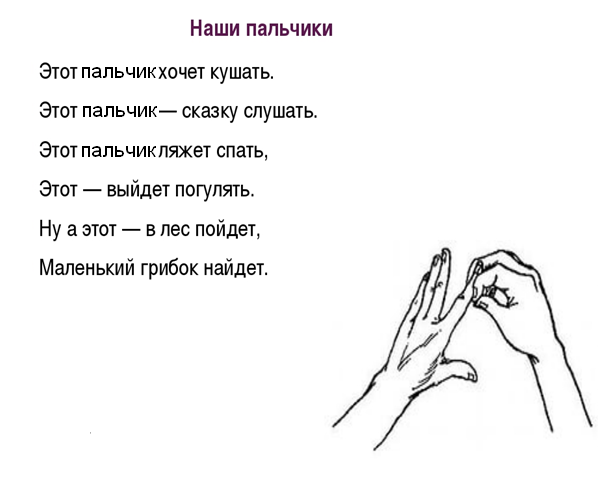 Наши пальчики
Этот пальчик хочет кушать.
Этот пальчик — сказку слушать.
Этот пальчик ляжет спать,
Этот — выйдет погулять.
Ну а этот — в лес пойдет,
Маленький грибок найдет.